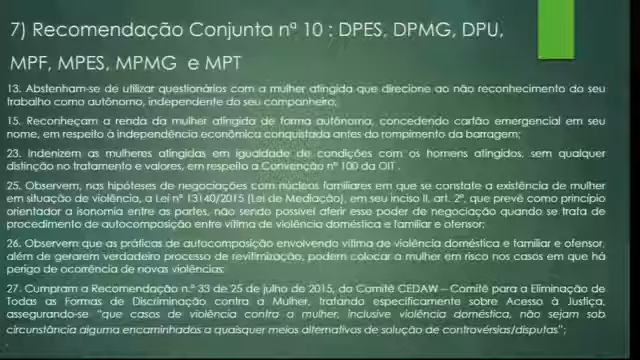 7) Recomendação Conjunta nº 10 : DPES, DPMG, DPU,
MPF, MPES, MPMG e MPT
13. Abstenham-se de utilizar questionários com a mulher atingida que direcione ao não reconhecimento do seu
trabalho como autônomo, independente do seu companheiro;
15. Reconheçam a renda da mulher atingida de forma autônoma, concedendo cartão emergencial em seu
nome, em respeito à independência econômica conquistada antes do rompimento da barragem;
23. Indenizem as mulheres atingidas em igualdade de condições com os homens atingidos, sem qualquer
distinção no tratamento e valores, em respeito a Convenção nº 100 da OIT .
25. Observem, nas hipóteses de negociações com núcleos familiares em que se constate a existência de mulher
em situação de violência, a Lei nº 13140/2015 (Lei de Mediação), em seu inciso II, art. 2º, que prevê como princípio
orientador a isonomia entre as partes, não sendo possível aferir esse poder de negociação quando se trata de
procedimento de autocomposição entre vítima de violência doméstica e familiar e ofensor;
26. Observem que as práticas de autocomposição envolvendo vítima de violência doméstica e familiar e ofensor,
além de gerarem verdadeiro processo de revitimização, podem colocar a mulher em risco nos casos em que há
perigo de ocorrência de novas violências;
27. Cumpram a Recomendação n.º 33 de 25 de julho de 2015, do Comitê CEDAW – Comitê para a Eliminação de
Todas as Formas de Discriminação contra a Mulher, tratando especificamente sobre Acesso à Justiça,
assegurando-se "que casos de violência contra a mulher, inclusive violência doméstica, não sejam sob
circunstância alguma encaminhados a quaisquer meios alternativos de solução de controvérsias/disputas";